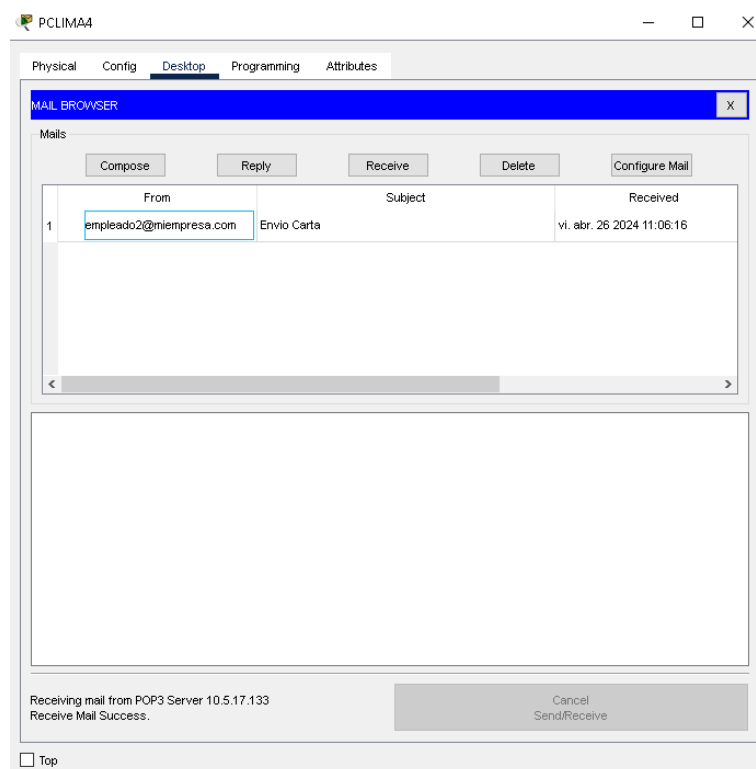 PCLIMA4
Physical Config Desktop Programming Attributes
MAIL BROWSER X
Mails
Compose Reply Receive Delete Configure Mail
From Subject Received
1 empleado2@miempresa.com Envio Carta vi. abr. 26 2024 11:06:16
Receiving mail from POP3 Server 10.5.17.133
Receive Mail Success.
Cancel
Send/Receive
Top